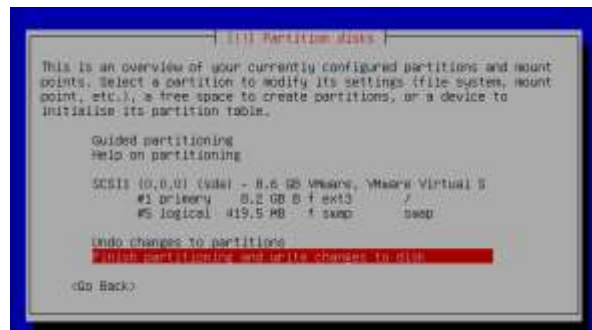 [!!] Partition disks
This is an overview of your currently configured partitions and mount
points. Select a partition to modify its settings (file system, mount
point, etc.), a free space to create partitions, or a device to
initialise its partition table.
Guided partitioning
Help on partitioning
SCSI1 (0,0,0) (sda) - 8.6 GB VMware, VMware Virtual S
#1 primary 8.2 GB B f ext3 /
#5 logical 419.5 MB f swap swap
Undo changes to partitions
Finish partitioning and write changes to disk
<Go Back>